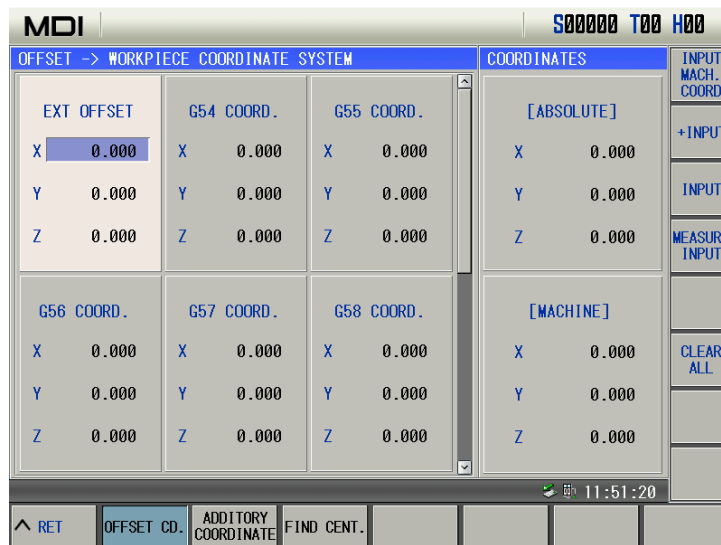 MDI
S00000 T00 H00
OFFSET -> WORKPIECE COORDINATE SYSTEM
COORDINATES
EXT OFFSET G54 COORD. G55 COORD.
X 0.000 X 0.000 X 0.000
Y 0.000 Y 0.000 Y 0.000
Z 0.000 Z 0.000 Z 0.000
G56 COORD. G57 COORD. G58 COORD.
X 0.000 X 0.000 X 0.000
Y 0.000 Y 0.000 Y 0.000
Z 0.000 Z 0.000 Z 0.000
[ABSOLUTE]
X 0.000
Y 0.000
Z 0.000
[MACHINE]
X 0.000
Y 0.000
Z 0.000
INPUT
MACH.
COORD
+INPU
INPUT
MEASUR
INPUT
CLEAR
ALL
11:51:20
RET
OFFSET CD.
ADDITORY
COORDINATE
FIND CENT.